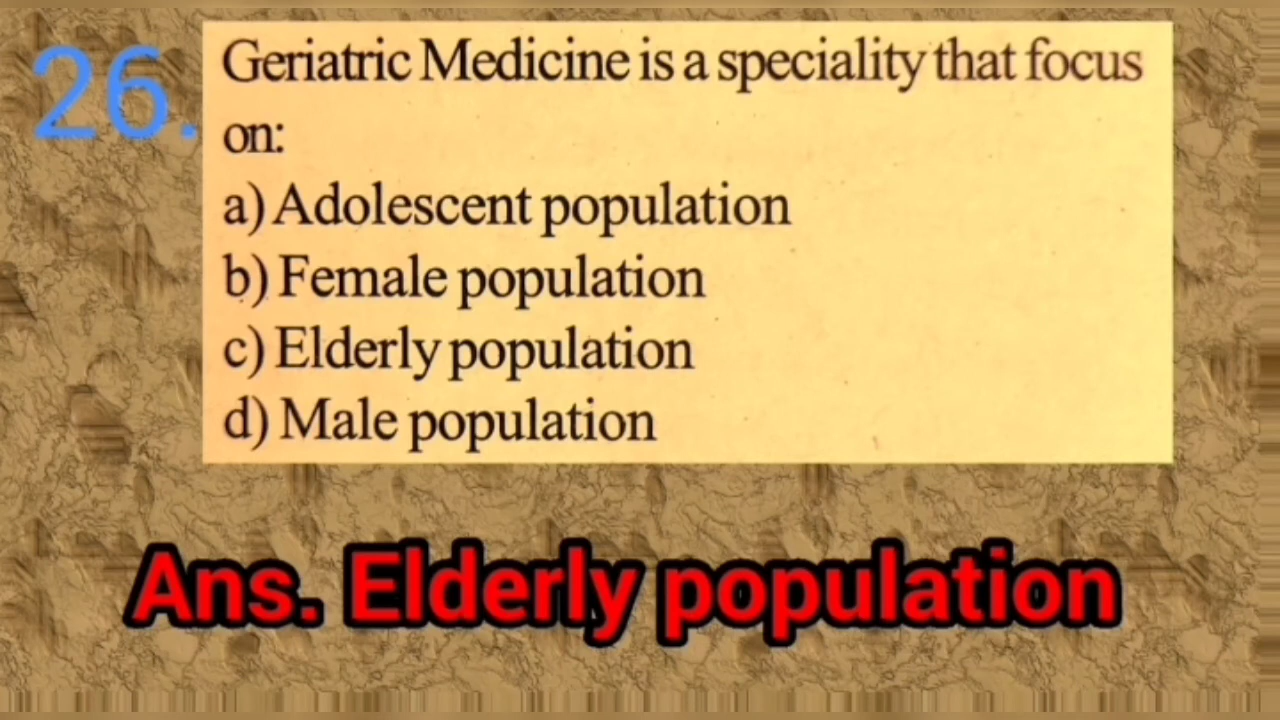 26.
Geriatric Medicine is a speciality that focus
on:
a) Adolescent population
b) Female population
c) Elderly population
d) Male population
Ans. Elderly population